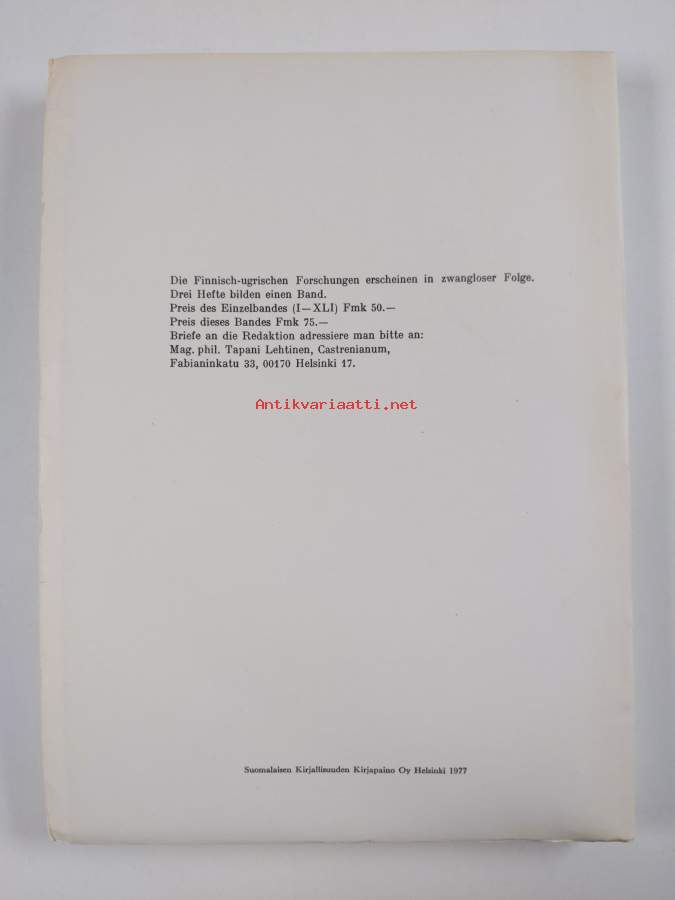 Die Finnisch-ugrischen Forschungen erscheinen in zwangloser Folge.
Drei Hefte bilden einen Band.
Preis des Einzelbandes (I—XLI) Fmk 50.—
Preis dieses Bandes Fmk 75.—
Briefe an die Redaktion adressiere man bitte an:
Mag. phil. Tapani Lehtinen, Castrenianum,
Fabianinkatu 33, 00170 Helsinki 17.
Antikvariaatti.net
Suomalaisen Kirjallisuuden Kirjapaino Oy Helsinki 1977